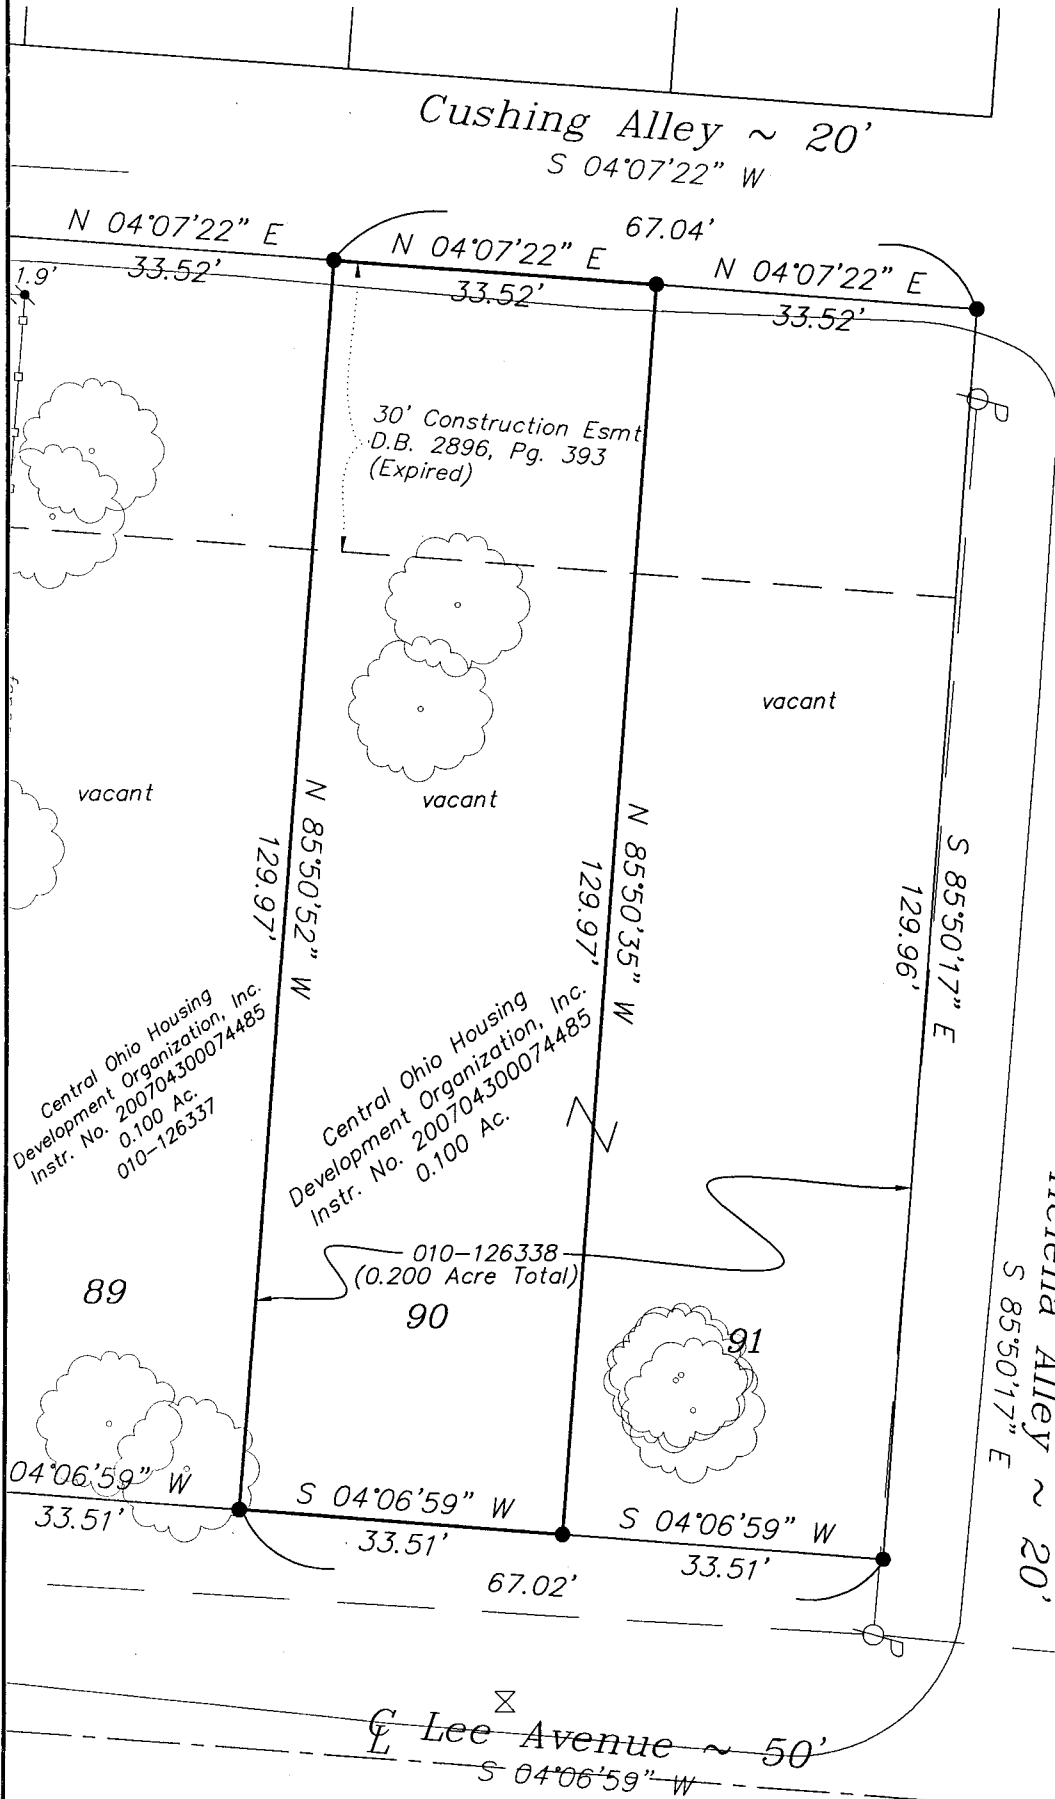 Cushing Alley ~ 20'
S 04°07'22" W
67.04'
N 04°07'22" E
33.52'
N 04°07'22" E
33.52'
N 04°07'22" E
33.52'
1.9'
30' Construction Esmt
D.B. 2896, Pg. 393
(Expired)
P
vacant
vacant
vacant
N 85°50'52" W
129.97'
N 85°50'35" W
129.97'
S 85°50'17" E
129.96'
Central Ohio Housing
Development Organization, Inc.
Instr. No. 200704300074485
0.100 Ac.
010-126337
Central Ohio Housing
Development Organization, Inc.
Instr. No. 200704300074485
0.100 Ac.
Z
010-126338
(0.200 Acre Total)
89
90
91
Alley ~ 20'
S 85°50'17" E
04°06'59" W
33.51'
S 04°06'59" W
33.51'
S 04°06'59" W
33.51'
67.02'
P
CL Lee Avenue ~ 50'
S 04°06'59" W